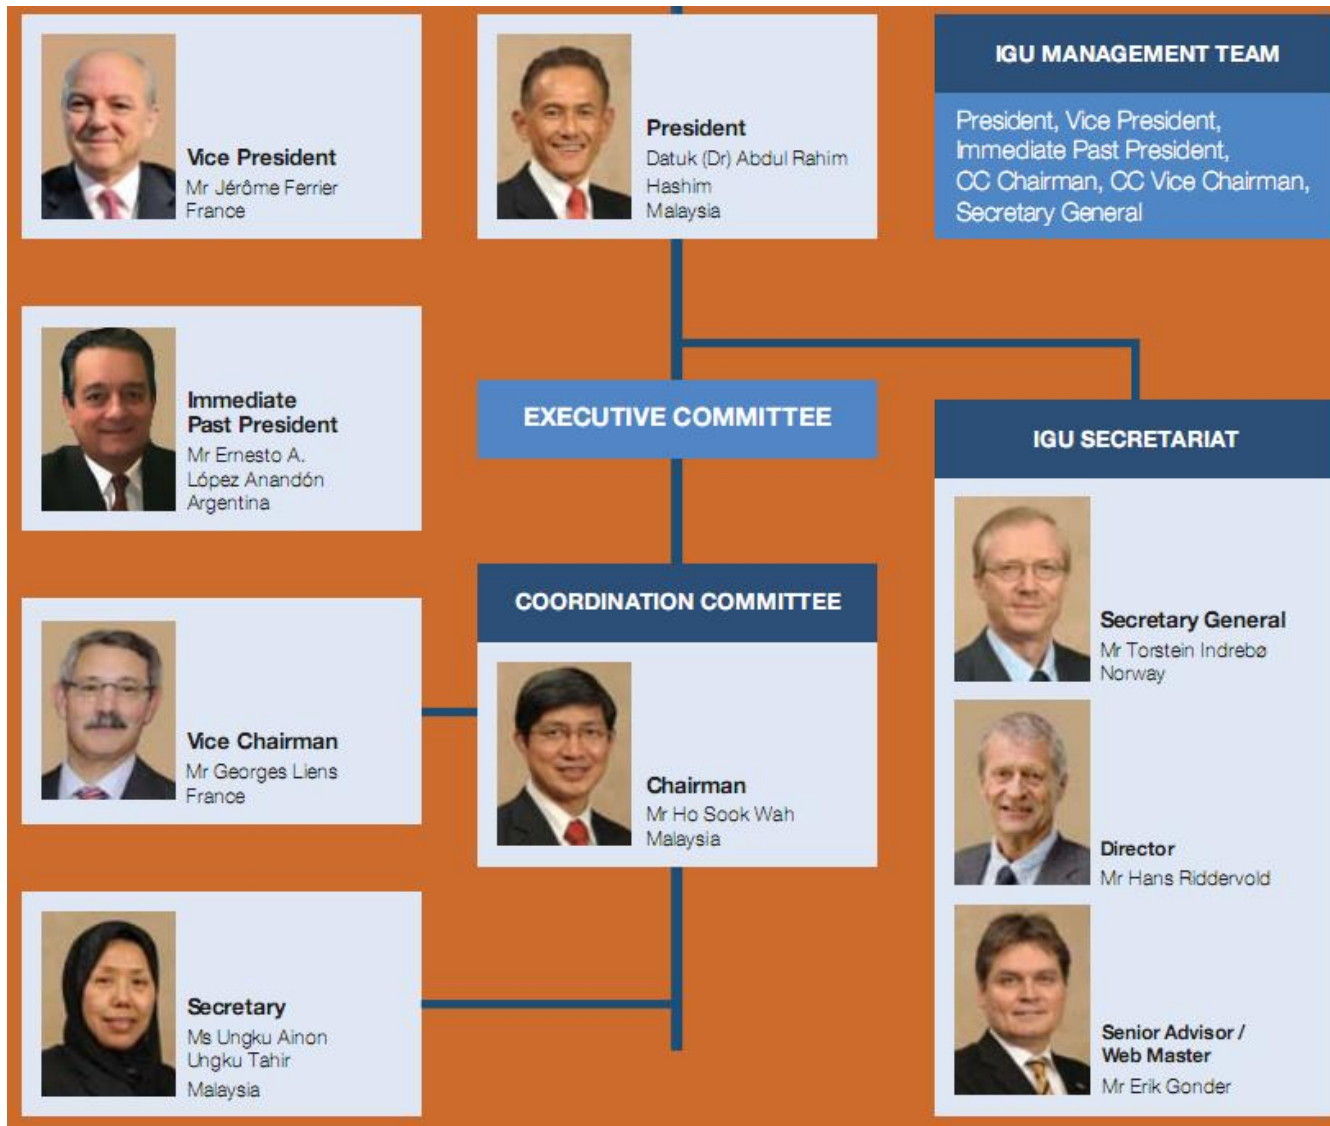 Vice President
Mr Jérôme Ferrier
France
President
Datuk (Dr) Abdul Rahim
Hashim
Malaysia
IGU MANAGEMENT TEAM
President, Vice President,
Immediate Past President,
CC Chairman, CC Vice Chairman,
Secretary General
Immediate
Past President
Mr Ernesto A.
López Anandón
Argentina
EXECUTIVE COMMITTEE
IGU SECRETARIAT
Secretary General
Mr Torstein Indrebø
Norway
Director
Mr Hans Riddervold
Senior Advisor /
Web Master
Mr Erik Gonder
COORDINATION COMMITTEE
Chairman
Mr Ho Sook Wah
Malaysia
Vice Chairman
Mr Georges Liens
France
Secretary
Ms Ungku Ainon
Ungku Tahir
Malaysia